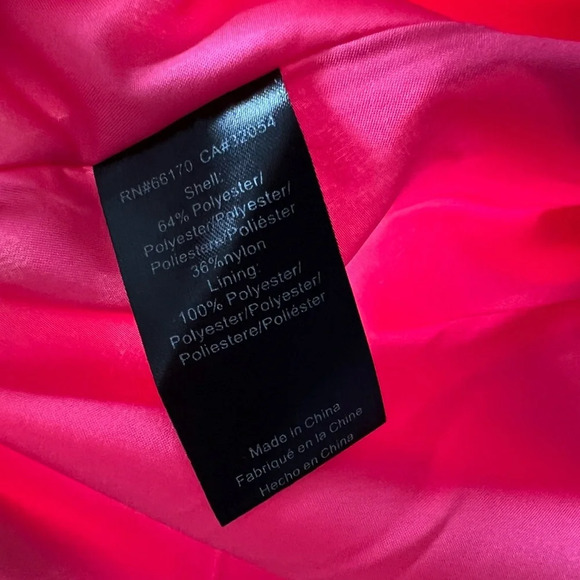 RN#66170 CA#32054
Shell:
64% Polyester/
Polyester/Polyester/
Poliestere/Poliéster
36%nylon
Lining:
100% Polyester/
Polyester/Polyester/
Poliestere/Poliéster
Made in China
Fabriqué en la Chine
Hecho en China